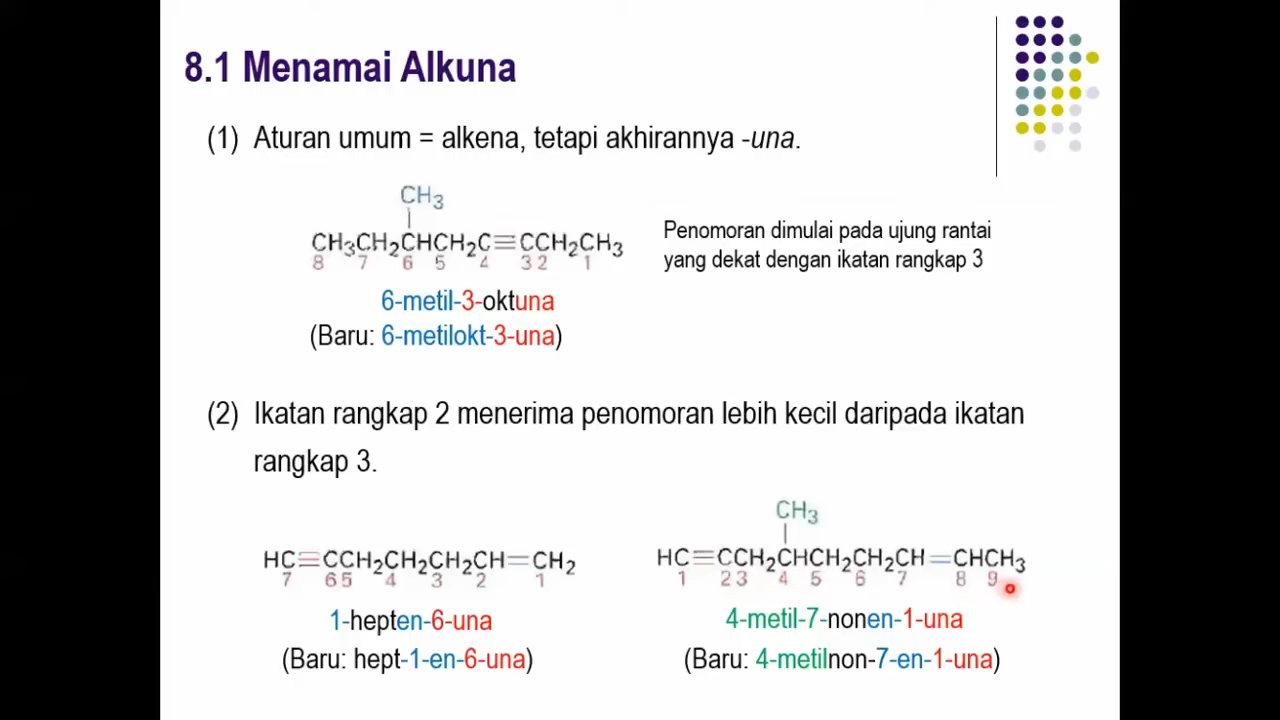 8.1 Menamai Alkuna
(1) Aturan umum = alkena, tetapi akhirannya -una.
CH₃
CH₃CH₂CHCH₂C≡CCH₂CH₃
8 7 6 5 4 3 2 1
Penomoran dimulai pada ujung rantai
yang dekat dengan ikatan rangkap 3
6-metil-3-oktuna
(Baru: 6-metilokt-3-una)
(2) Ikatan rangkap 2 menerima penomoran lebih kecil daripada ikatan
rangkap 3.
HC≡CCH₂CH₂CH₂CH=CH₂
7 6 5 4 3 2 1
1-hepten-6-una
(Baru: hept-1-en-6-una)
CH₃
HC≡CCH₂CHCH₂CH₂CH=CHCH₃
1 2 3 4 5 6 7 8 9
4-metil-7-nonen-1-una
(Baru: 4-metilnon-7-en-1-una)